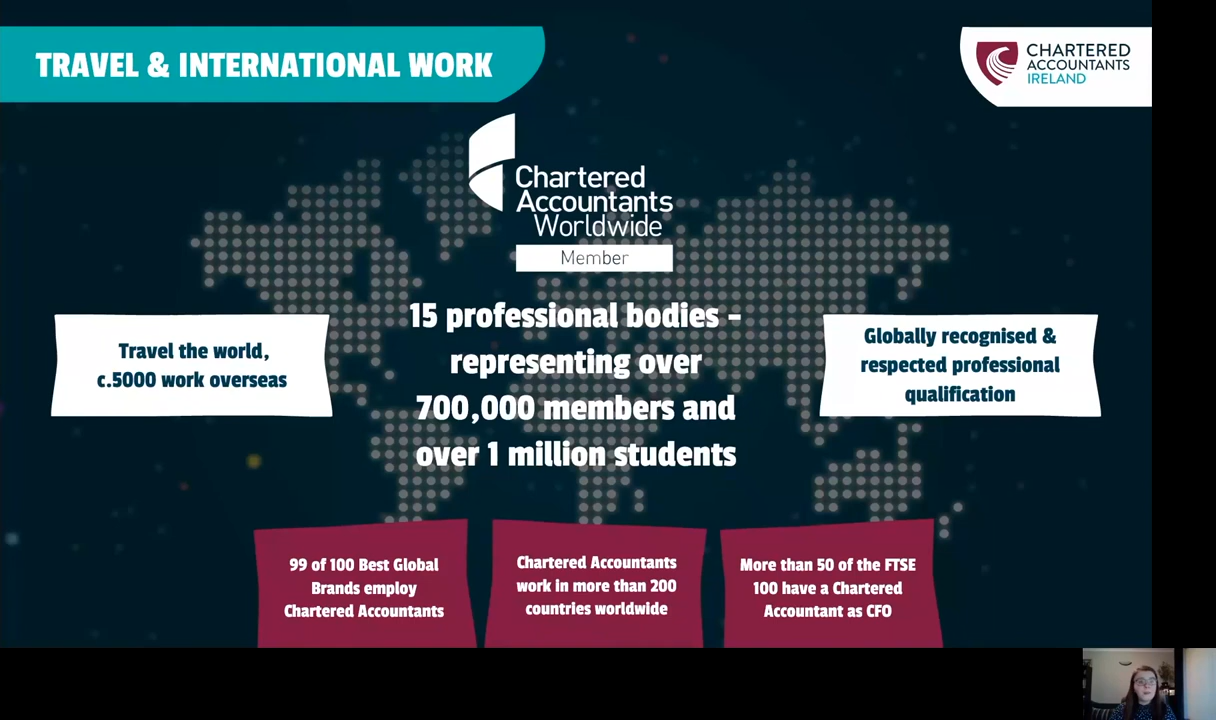 TRAVEL & INTERNATIONAL WORK
CHARTERED
ACCOUNTANTS
IRELAND
Chartered
Accountants
Worldwide
Member
15 professional bodies -
representing over
700,000 members and
over 1 million students
Travel the world,
c.5000 work overseas
Globally recognised &
respected professional
qualification
99 of 100 Best Global
Brands employ
Chartered Accountants
Chartered Accountants
work in more than 200
countries worldwide
More than 50 of the FTSE
100 have a Chartered
Accountant as CFO